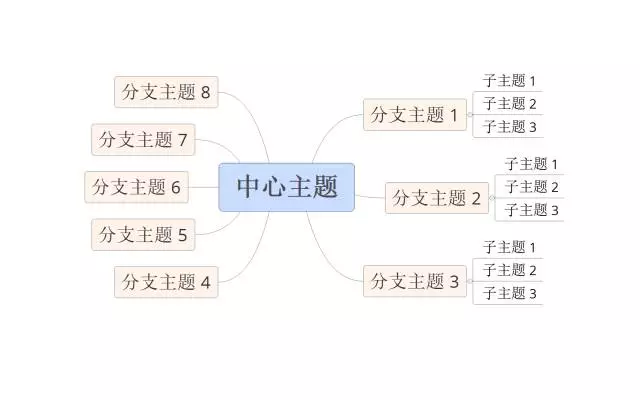 中心主题
分支主题 1
子主题 1
子主题 2
子主题 3
分支主题 2
子主题 1
子主题 2
子主题 3
分支主题 3
子主题 1
子主题 2
子主题 3
分支主题 4
分支主题 5
分支主题 6
分支主题 7
分支主题 8